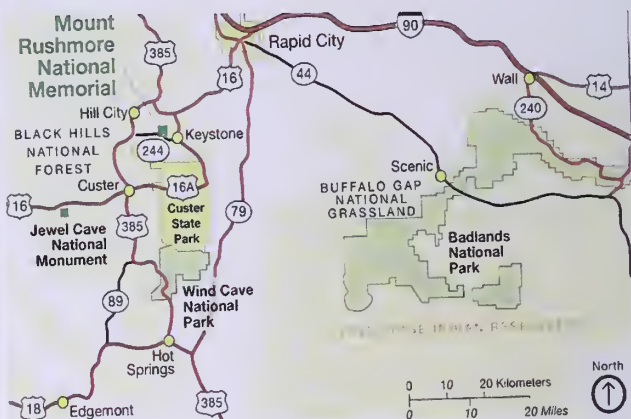 Mount
Rushmore
National
Memorial
385
16
Rapid City
90
44
Wall
14
240
Hill City
BLACK HILLS
NATIONAL
FOREST
244
Keystone
Scenic
BUFFALO GAP
NATIONAL
GRASSLAND
Custer
16A
16
Custer
State
Park
79
Jewel Cave
National
Monument
385
Badlands
National
Park
89
Wind Cave
National
Park
INDIAN
Hot
Springs
18
Edgemont
385
0 10 20 Kilometers
0 10 20 Miles
North